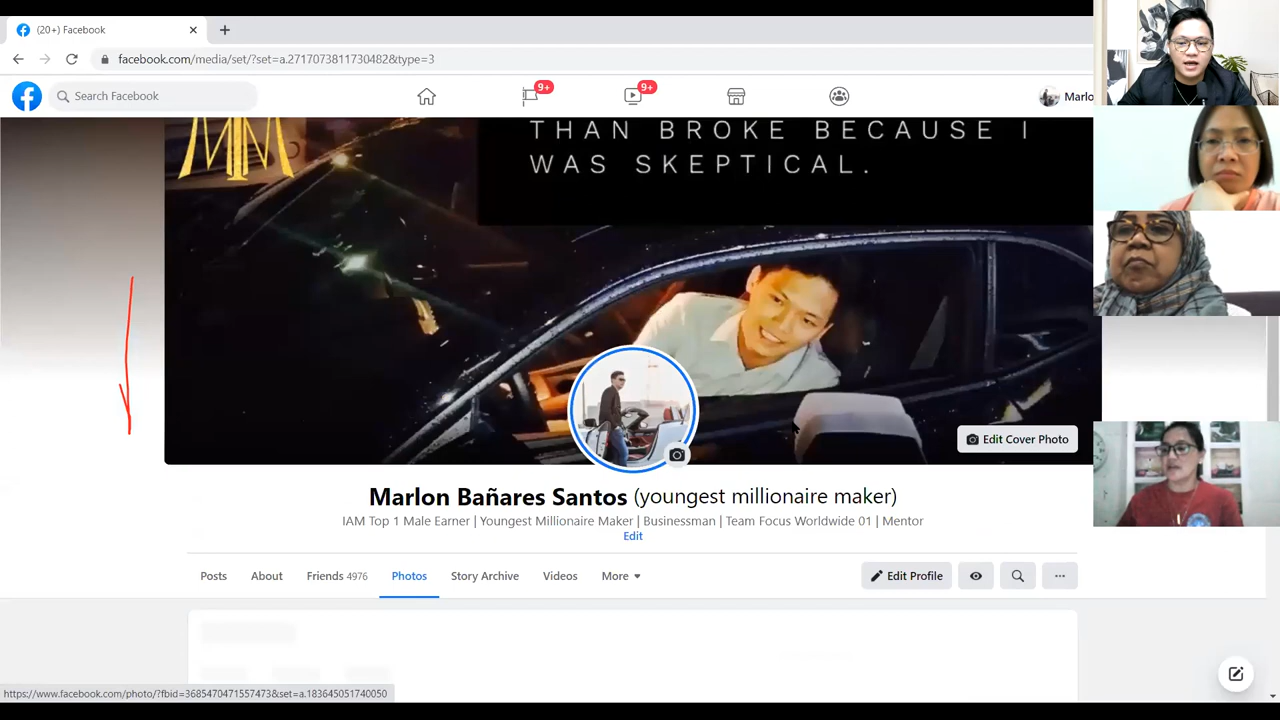 (20+) Facebook
facebook.com/media/set/?set=a.2717073811730482&type=3
Search Facebook
9+
9+
Marlo
MM
THAN BROKE BECAUSE I
WAS SKEPTICAL.
Edit Cover Photo
Marlon Bañares Santos (youngest millionaire maker)
IAM Top 1 Male Earner | Youngest Millionaire Maker | Businessman | Team Focus Worldwide 01 | Mentor
Edit
Posts About Friends 4976 Photos Story Archive Videos More Edit Profile
https://www.facebook.com/photo/?fbid=3685470471557473&set=a.183645051740050